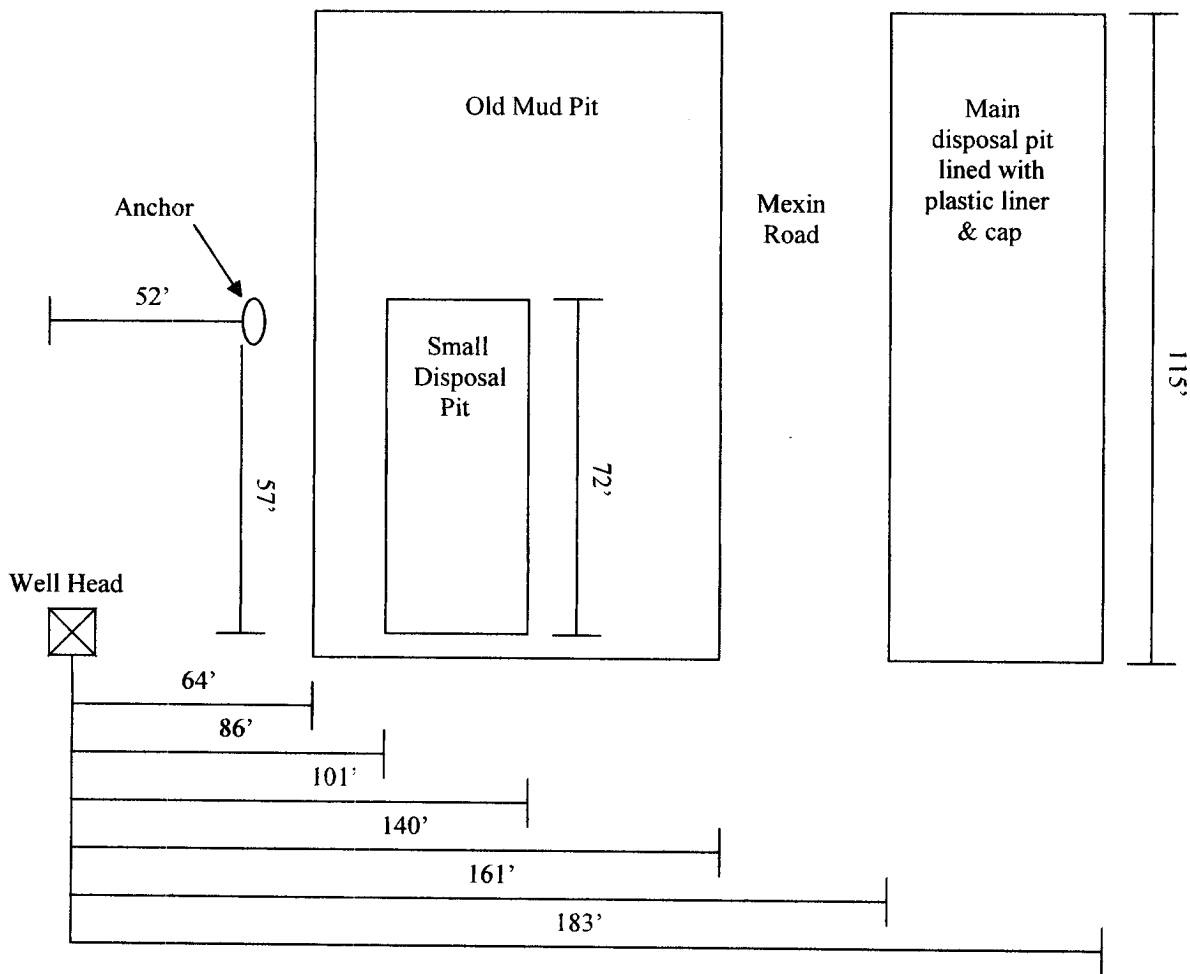 Old Mud Pit
Main
disposal pit
lined with
plastic liner
& cap
Anchor
Mexin
Road
52'
Small
Disposal
Pit
115'
72'
57'
Well Head
64'
86'
101'
140'
161'
183'